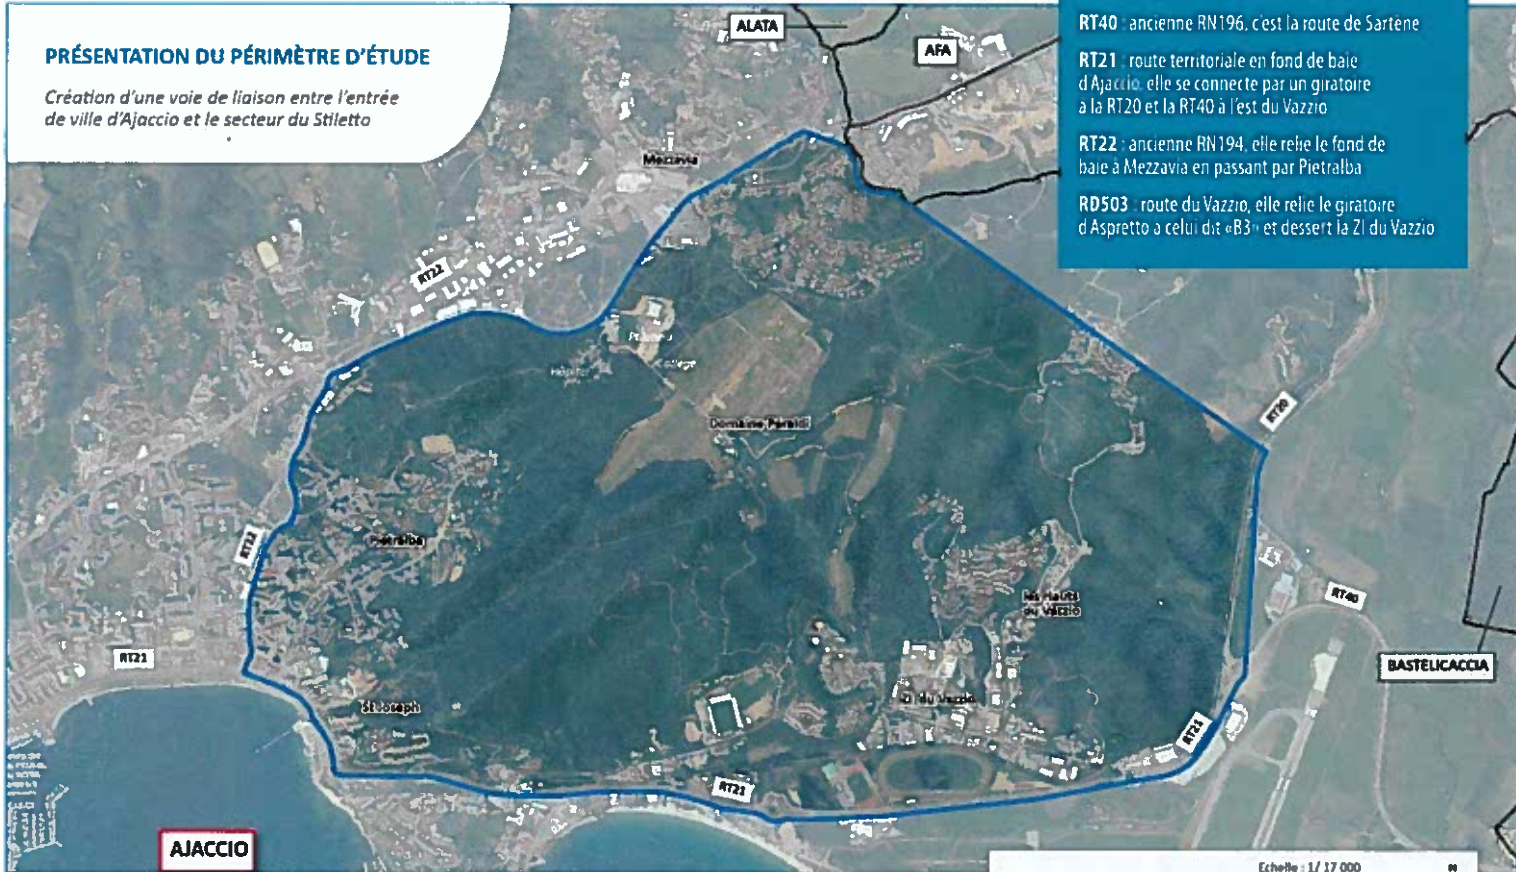 PRÉSENTATION DU PÉRIMÈTRE D'ÉTUDE
Création d'une voie de liaison entre l'entrée
de ville d'Ajaccio et le secteur du Stiletto
RT40 : ancienne RN196, c'est la route de Sartene
RT21 : route territoriale en fond de baie
d'Ajaccio, elle se connecte par un giratoire
a la RT20 et la RT40 à l'est du Vazzio
RT22 : ancienne RN194, elle relie le fond de
baie à Mezzavia en passant par Pietralba
RD503 : route du Vazzio, elle relie le giratoire
d'Aspretto a celui dit «B3» et dessert la ZI du Vazzio
ALATA
AFA
Mezzavia
RT22
Hôpital
Collège
Domaine Peraldi
RT20
Pietralba
RT22
les Hauts
du Vazzio
RT40
RT21
BASTELICACCIA
St Joseph
ZI du Vazzio
RT21
RT21
AJACCIO
Echelle : 1/ 17 000
N